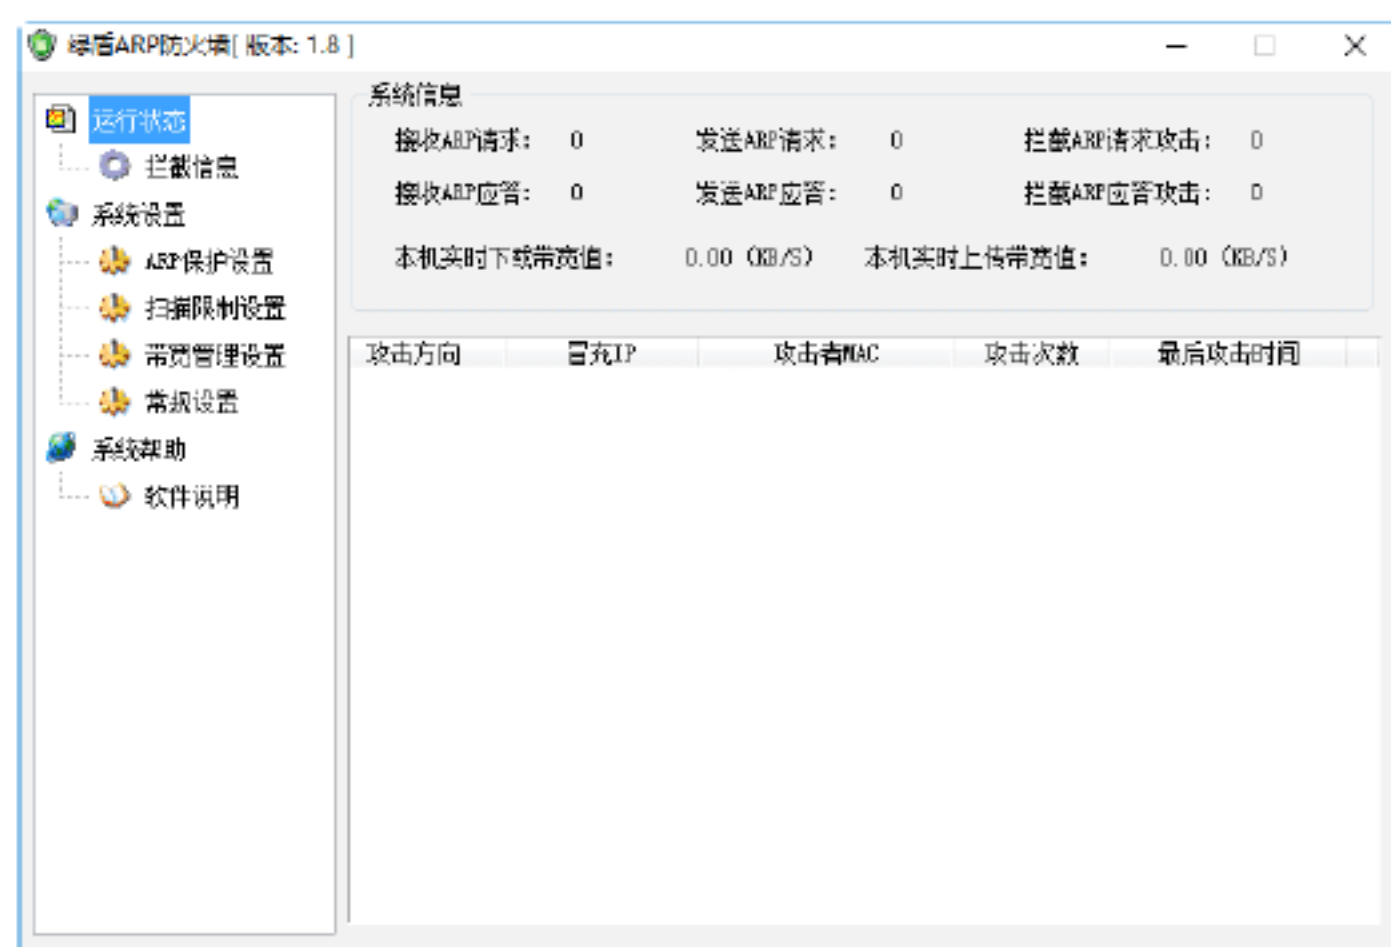 绿盾ARP防火墙[ 版本: 1.8 ]
运行状态
拦截信息
系统设置
ARP保护设置
扫描限制设置
带宽管理设置
常规设置
系统帮助
软件说明
系统信息
接收ARP请求: 0 发送ARP请求: 0 拦截ARP请求攻击: 0
接收ARP应答: 0 发送ARP应答: 0 拦截ARP应答攻击: 0
本机实时下载带宽值: 0.00 (KB/S) 本机实时上传带宽值: 0.00 (KB/S)
攻击方向 冒充IP 攻击者MAC 攻击次数 最后攻击时间